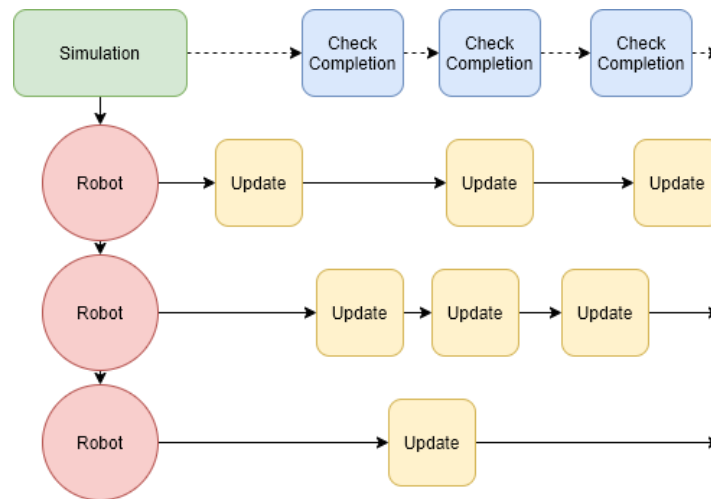 Simulation
Check
Completion
Check
Completion
Check
Completion
Robot
Update
Update
Update
Robot
Update
Update
Update
Robot
Update